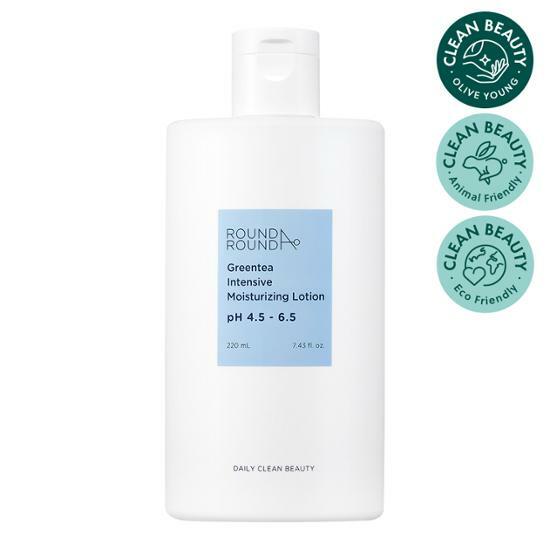 ROUND
ROUND A
Greentea
Intensive
Moisturizing Lotion
pH 4.5 - 6.5
220 mL 7.43 fl. oz.
DAILY CLEAN BEAUTY
CLEAN BEAUTY
· OLIVE YOUNG ·
CLEAN BEAUTY
· Animal Friendly ·
CLEAN BEAUTY
· Eco Friendly ·